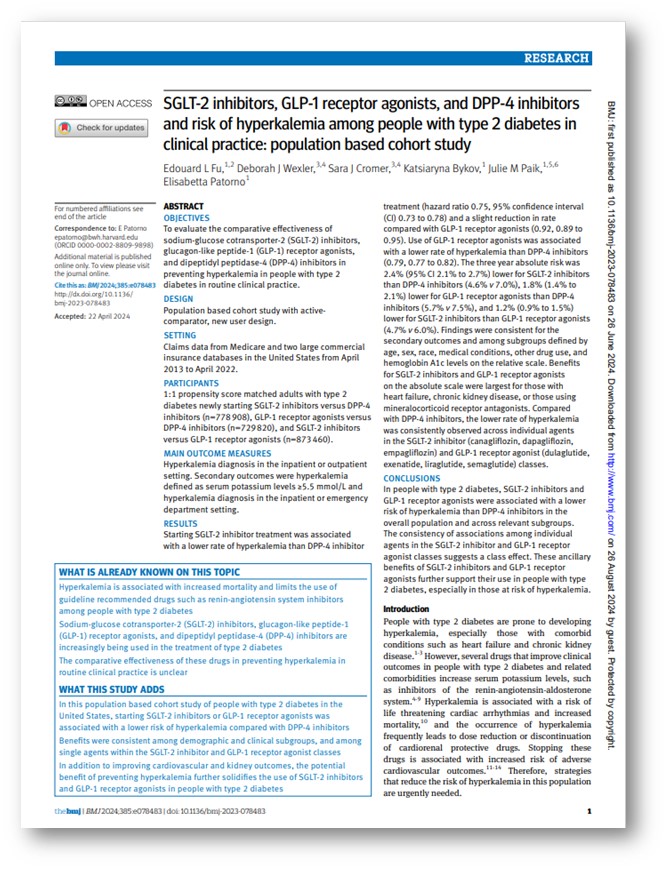 RESEARCH
OPEN ACCESS
Check for updates
SGLT-2 inhibitors, GLP-1 receptor agonists, and DPP-4 inhibitors
and risk of hyperkalemia among people with type 2 diabetes in
clinical practice: population based cohort study
Edouard L Fu,1,2 Deborah J Wexler,3,4 Sara J Cromer,3,4 Katsiaryna Bykov,1 Julie M Paik,1,5,6
Elisabetta Patorno1
For numbered affiliations see
end of the article
Correspondence to: E Patorno
epatorno@bwh.harvard.edu
(ORCID 0000-0002-8809-9898)
Additional material is published
online only. To view please visit
the journal online.
Cite this as: BMJ 2024;385:e078483
http://dx.doi.org/10.1136/
bmj-2023-078483
Accepted: 22 April 2024
ABSTRACT
OBJECTIVES
To evaluate the comparative effectiveness of
sodium-glucose cotransporter-2 (SGLT-2) inhibitors,
glucagon-like peptide-1 (GLP-1) receptor agonists,
and dipeptidyl peptidase-4 (DPP-4) inhibitors in
preventing hyperkalemia in people with type 2
diabetes in routine clinical practice.
DESIGN
Population based cohort study with active-
comparator, new user design.
SETTING
Claims data from Medicare and two large commercial
insurance databases in the United States from April
2013 to April 2022.
PARTICIPANTS
1:1 propensity score matched adults with type 2
diabetes newly starting SGLT-2 inhibitors versus DPP-4
inhibitors (n=778 908), GLP-1 receptor agonists versus
DPP-4 inhibitors (n=729 820), and SGLT-2 inhibitors
versus GLP-1 receptor agonists (n=873 460).
MAIN OUTCOME MEASURES
Hyperkalemia diagnosis in the inpatient or outpatient
setting. Secondary outcomes were hyperkalemia
defined as serum potassium levels ≥5.5 mmol/L and
hyperkalemia diagnosis in the inpatient or emergency
department setting.
RESULTS
Starting SGLT-2 inhibitor treatment was associated
with a lower rate of hyperkalemia than DPP-4 inhibitor
treatment (hazard ratio 0.75, 95% confidence interval
(CI) 0.73 to 0.78) and a slight reduction in rate
compared with GLP-1 receptor agonists (0.92, 0.89 to
0.95). Use of GLP-1 receptor agonists was associated
with a lower rate of hyperkalemia than DPP-4 inhibitors
(0.79, 0.77 to 0.82). The three year absolute risk was
2.4% (95% CI 2.1% to 2.7%) lower for SGLT-2 inhibitors
than DPP-4 inhibitors (4.6% v 7.0%), 1.8% (1.4% to
2.1%) lower for GLP-1 receptor agonists than DPP-4
inhibitors (5.7% v 7.5%), and 1.2% (0.9% to 1.5%)
lower for SGLT-2 inhibitors than GLP-1 receptor agonists
(4.7% v 6.0%). Findings were consistent for the
secondary outcomes and among subgroups defined by
age, sex, race, medical conditions, other drug use, and
hemoglobin A1c levels on the relative scale. Benefits
for SGLT-2 inhibitors and GLP-1 receptor agonists
on the absolute scale were largest for those with
heart failure, chronic kidney disease, or those using
mineralocorticoid receptor antagonists. Compared
with DPP-4 inhibitors, the lower rate of hyperkalemia
was consistently observed across individual agents
in the SGLT-2 inhibitor (canagliflozin, dapagliflozin,
empagliflozin) and GLP-1 receptor agonist (dulaglutide,
exenatide, liraglutide, semaglutide) classes.
CONCLUSIONS
In people with type 2 diabetes, SGLT-2 inhibitors and
GLP-1 receptor agonists were associated with a lower
risk of hyperkalemia than DPP-4 inhibitors in the
overall population and across relevant subgroups.
The consistency of associations among individual
agents in the SGLT-2 inhibitor and GLP-1 receptor
agonist classes suggests a class effect. These ancillary
benefits of SGLT-2 inhibitors and GLP-1 receptor
agonists further support their use in people with type
2 diabetes, especially in those at risk of hyperkalemia.
Introduction
People with type 2 diabetes are prone to developing
hyperkalemia, especially those with comorbid
conditions such as heart failure and chronic kidney
disease.1-3 However, several drugs that improve clinical
outcomes in people with type 2 diabetes and related
comorbidities increase serum potassium levels, such
as inhibitors of the renin-angiotensin-aldosterone
system.4-9 Hyperkalemia is associated with a risk of
life threatening cardiac arrhythmias and increased
mortality,10 and the occurrence of hyperkalemia
frequently leads to dose reduction or discontinuation
of cardiorenal protective drugs. Stopping these
drugs is associated with increased risk of adverse
cardiovascular outcomes.11-14 Therefore, strategies
that reduce the risk of hyperkalemia in this population
are urgently needed.
WHAT IS ALREADY KNOWN ON THIS TOPIC
Hyperkalemia is associated with increased mortality and limits the use of
guideline recommended drugs such as renin-angiotensin system inhibitors
among people with type 2 diabetes
Sodium-glucose cotransporter-2 (SGLT-2) inhibitors, glucagon-like peptide-1
(GLP-1) receptor agonists, and dipeptidyl peptidase-4 (DPP-4) inhibitors are
increasingly being used in the treatment of type 2 diabetes
The comparative effectiveness of these drugs in preventing hyperkalemia in
routine clinical practice is unclear
WHAT THIS STUDY ADDS
In this population based cohort study of people with type 2 diabetes in the
United States, starting SGLT-2 inhibitors or GLP-1 receptor agonists was
associated with a lower risk of hyperkalemia compared with DPP-4 inhibitors
Benefits were consistent among demographic and clinical subgroups, and among
single agents within the SGLT-2 inhibitor and GLP-1 receptor agonist classes
In addition to improving cardiovascular and kidney outcomes, the potential
benefit of preventing hyperkalemia further solidifies the use of SGLT-2 inhibitors
and GLP-1 receptor agonists in people with type 2 diabetes
thebmj | BMJ 2024;385:e078483 | doi: 10.1136/bmj-2023-078483
1
BMJ: first published as 10.1136/bmj-2023-078483 on 26 June 2024. Downloaded from http://www.bmj.com/ on 26 August 2024 by guest. Protected by copyright.